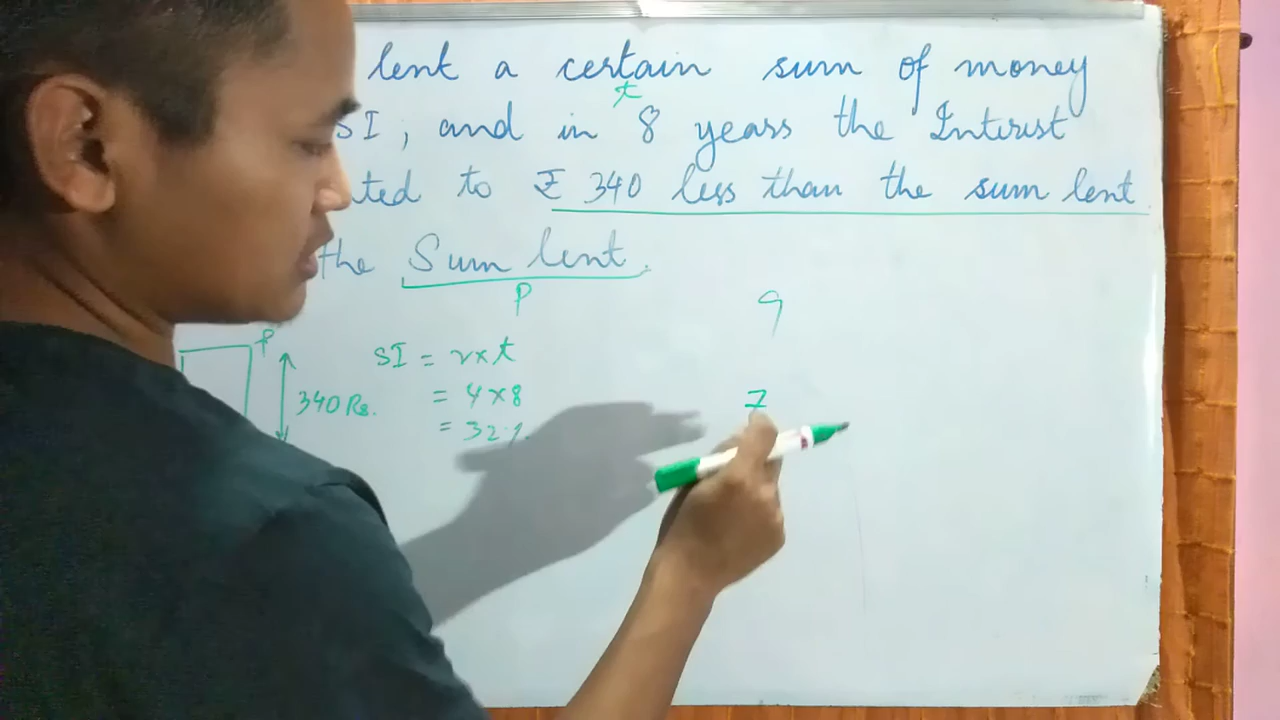 lent a certain sum of money
t
SI, and in 8 years the Interest
ted to ₹ 340 less than the sum lent
the Sum lent.
P
9
P
SI = r×t
340 Rs.
= 4×8
7
= 32%